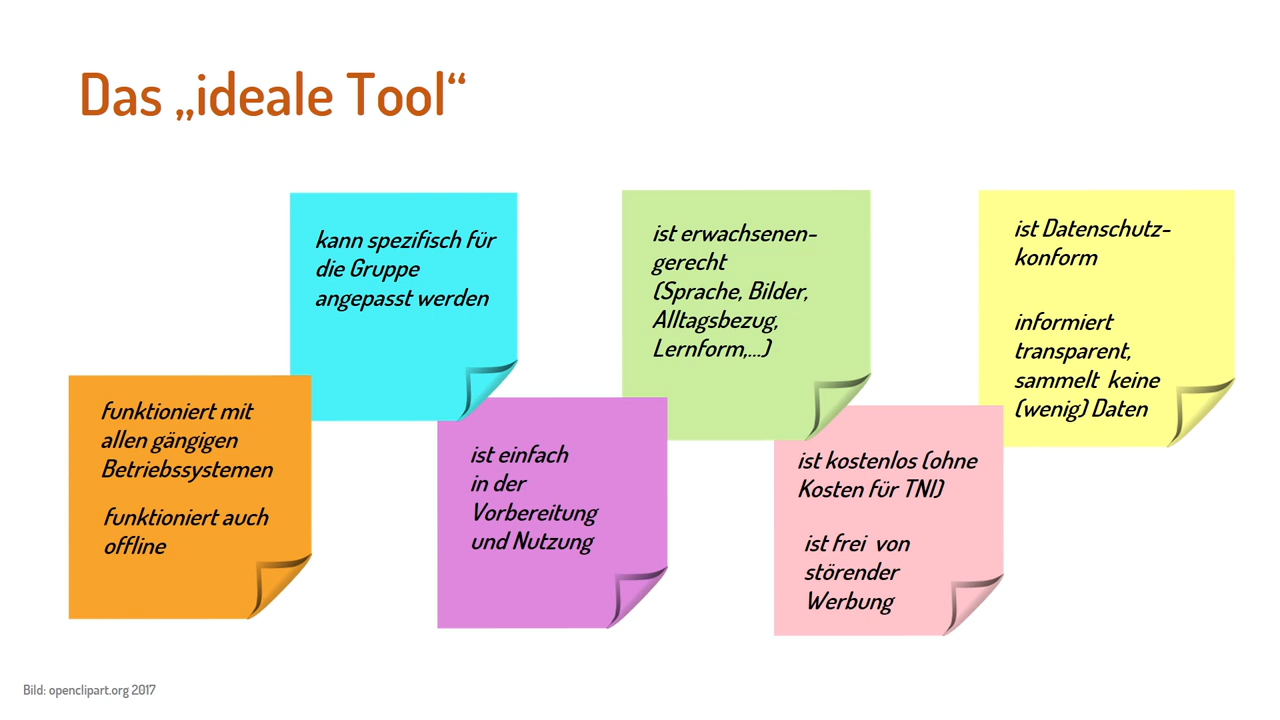 Das „ideale Tool“
funktioniert mit
allen gängigen
Betriebssystemen
funktioniert auch
offline
kann spezifisch für
die Gruppe
angepasst werden
ist einfach
in der
Vorbereitung
und Nutzung
ist erwachsenen-
gerecht
(Sprache, Bilder,
Alltagsbezug,
Lernform,...)
ist kostenlos (ohne
Kosten für TNI)
ist frei von
störender
Werbung
ist Datenschutz-
konform
informiert
transparent,
sammelt keine
(wenig) Daten
Bild: openclipart.org 2017